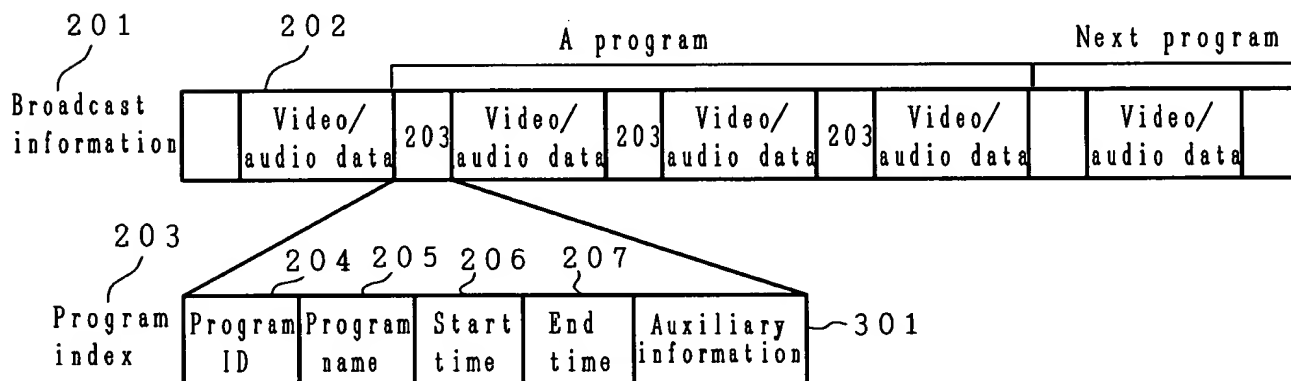 201
202
A program
Next program
Broadcast information
Video/ audio data
203
Video/ audio data
203
Video/ audio data
203
Video/ audio data
Video/ audio data
203
204
205
206
207
Program index
Program ID
Program name
Start time
End time
Auxiliary information
301